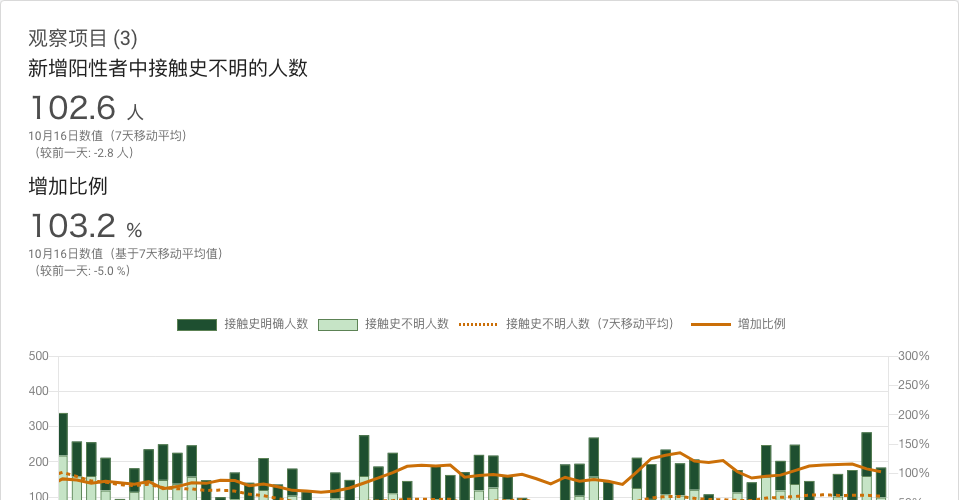 观察项目 (3)
新增阳性者中接触史不明的人数
102.6 人
10月16日数值（7天移动平均）
（较前一天: -2.8 人）
增加比例
103.2 %
10月16日数值（基于7天移动平均值）
（较前一天: -5.0 %）
接触史明确人数 接触史不明人数 接触史不明人数（7天移动平均） 增加比例
500 300%
400 250%
300 200%
200 150%
100 100%
50%